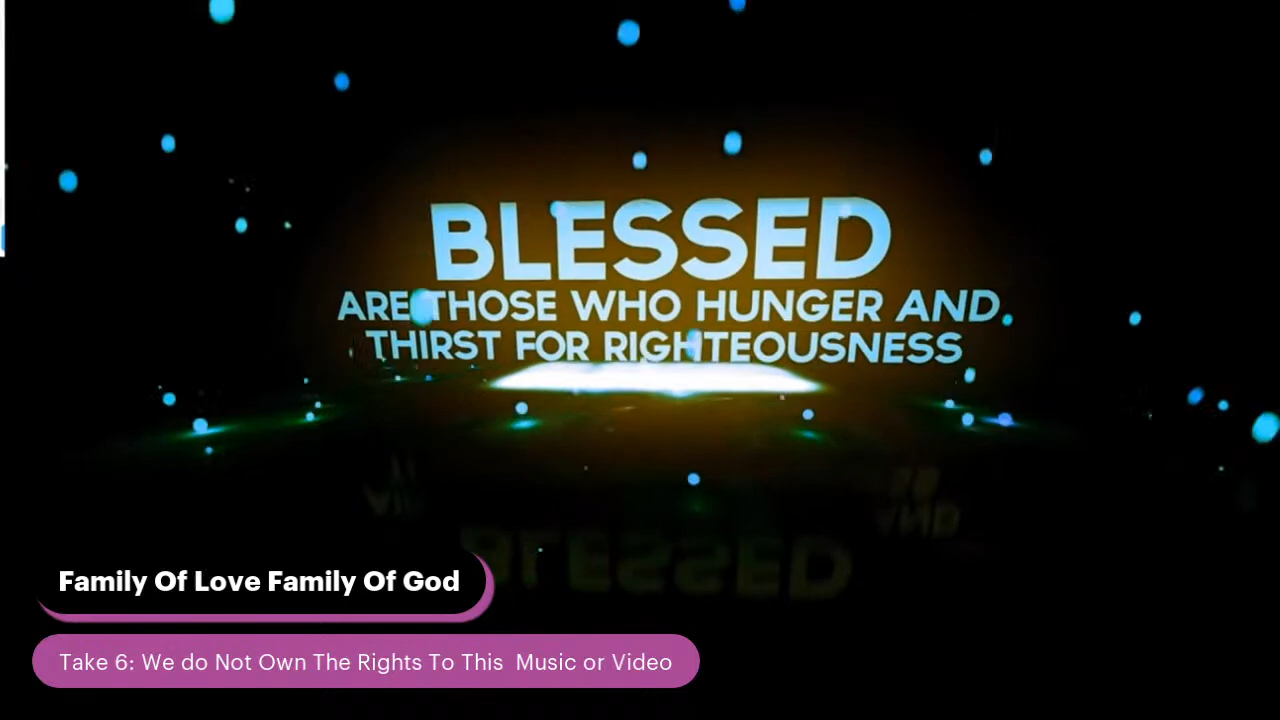 BLESSED
ARE THOSE WHO HUNGER AND
THIRST FOR RIGHTEOUSNESS
BLESSED
Family Of Love Family Of God
Take 6: We do Not Own The Rights To This  Music or Video